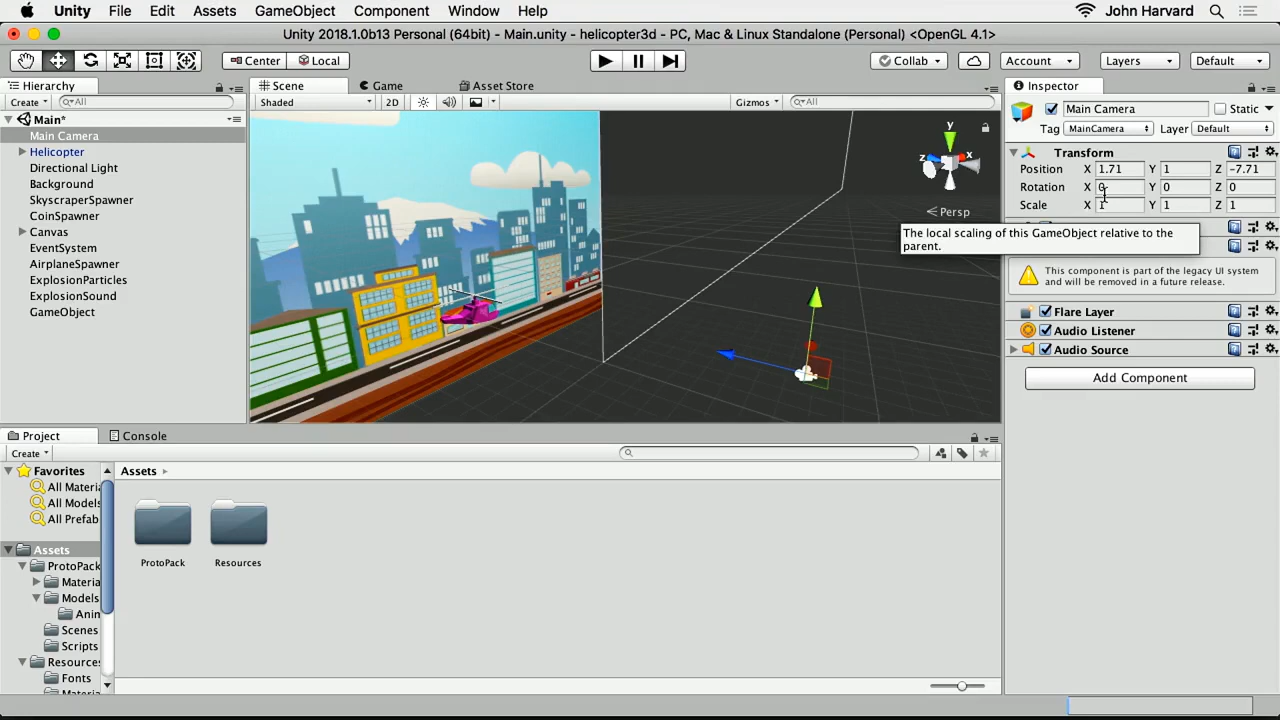 Unity File Edit Assets GameObject Component Window Help John Harvard
Unity 2018.1.0b13 Personal (64bit) - Main.unity - helicopter3d - PC, Mac & Linux Standalone (Personal) <OpenGL 4.1>
Center Local Collab Account Layers Default
Hierarchy Scene Game Asset Store Inspector
Create All Shaded 2D Gizmos All Main Camera Static
Main*
Main Camera
Helicopter
Directional Light
Background
SkyscraperSpawner
CoinSpawner
Canvas
EventSystem
AirplaneSpawner
ExplosionParticles
ExplosionSound
GameObject
y
x
z
Persp
Tag MainCamera Layer Default
Transform
Position X 1.71 Y 1 Z -7.71
Rotation X 0 Y 0 Z 0
Scale X 1 Y 1 Z 1
The local scaling of this GameObject relative to the
parent.
This component is part of the legacy UI system
and will be removed in a future release.
Flare Layer
Audio Listener
Audio Source
Add Component
Project Console
Create
Favorites
All Materia
All Models
All Prefab
Assets
ProtoPack
Materia
Models
Anin
Scenes
Scripts
Resources
Fonts
Assets
ProtoPack Resources